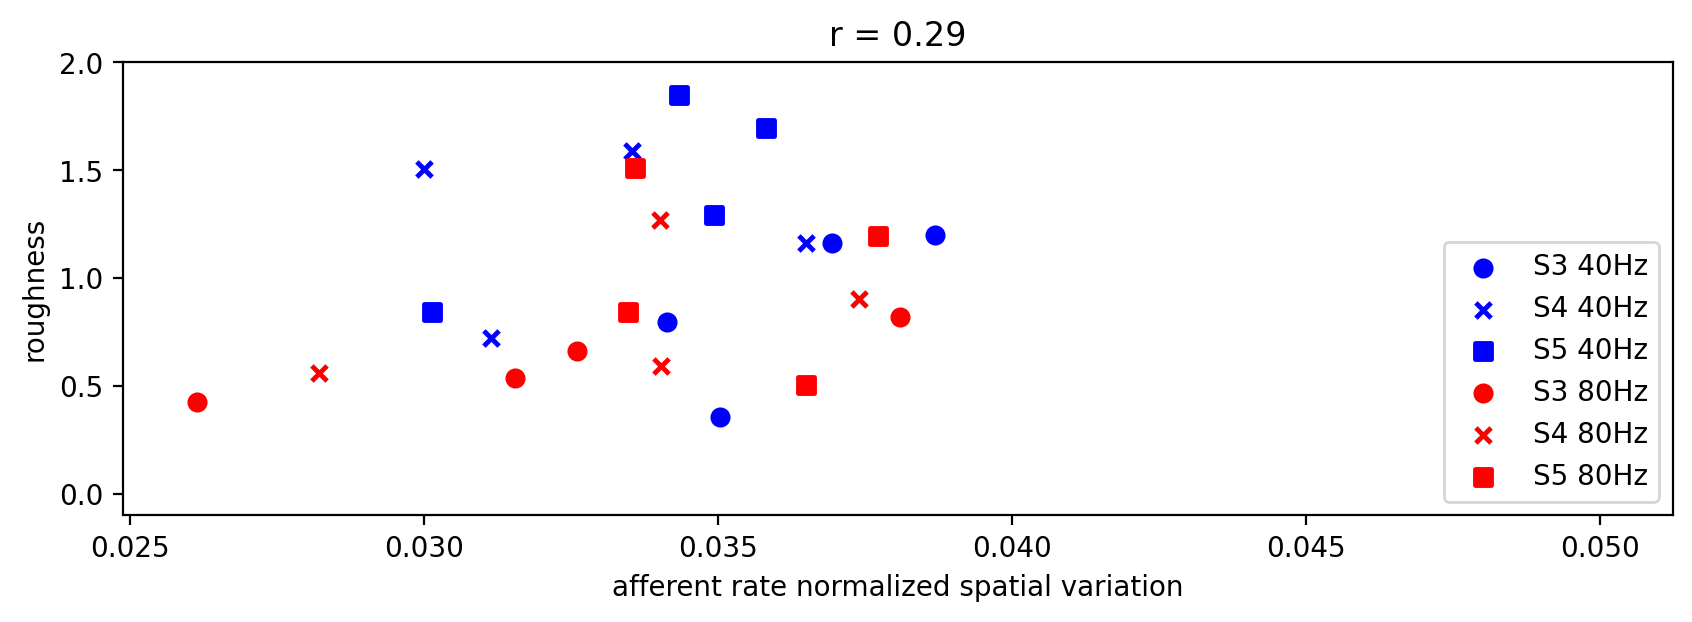 r = 0.29
2.0
1.5
1.0
0.5
0.0
roughness
0.025 0.030 0.035 0.040 0.045 0.050
afferent rate normalized spatial variation
S3 40Hz
S4 40Hz
S5 40Hz
S3 80Hz
S4 80Hz
S5 80Hz